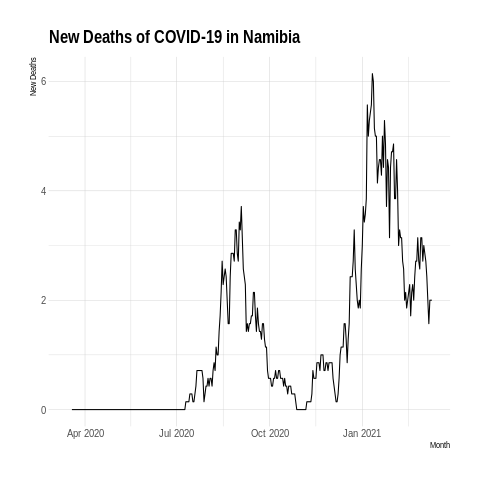 New Deaths of COVID-19 in Namibia
New Deaths
6
4
2
0
Apr 2020 Jul 2020 Oct 2020 Jan 2021
Month